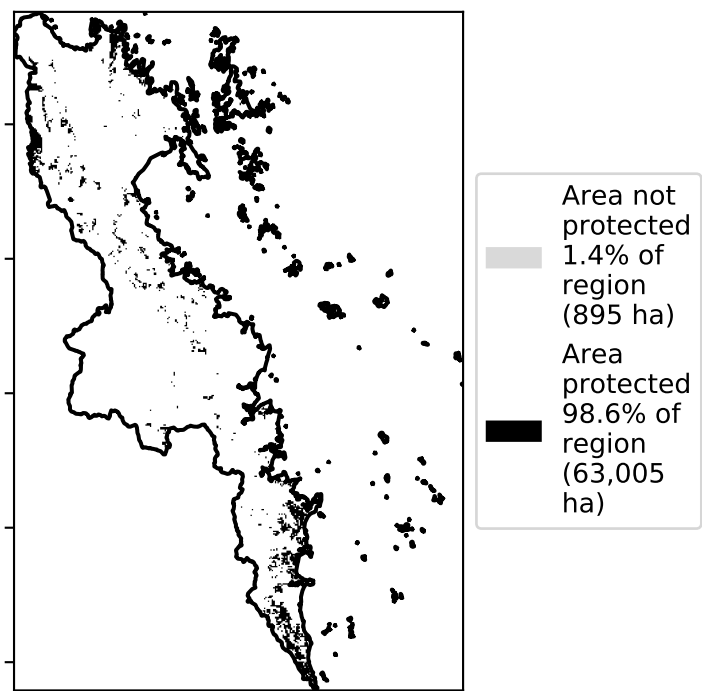 Area not
protected
1.4% of
region
(895 ha)
Area
protected
98.6% of
region
(63,005
ha)